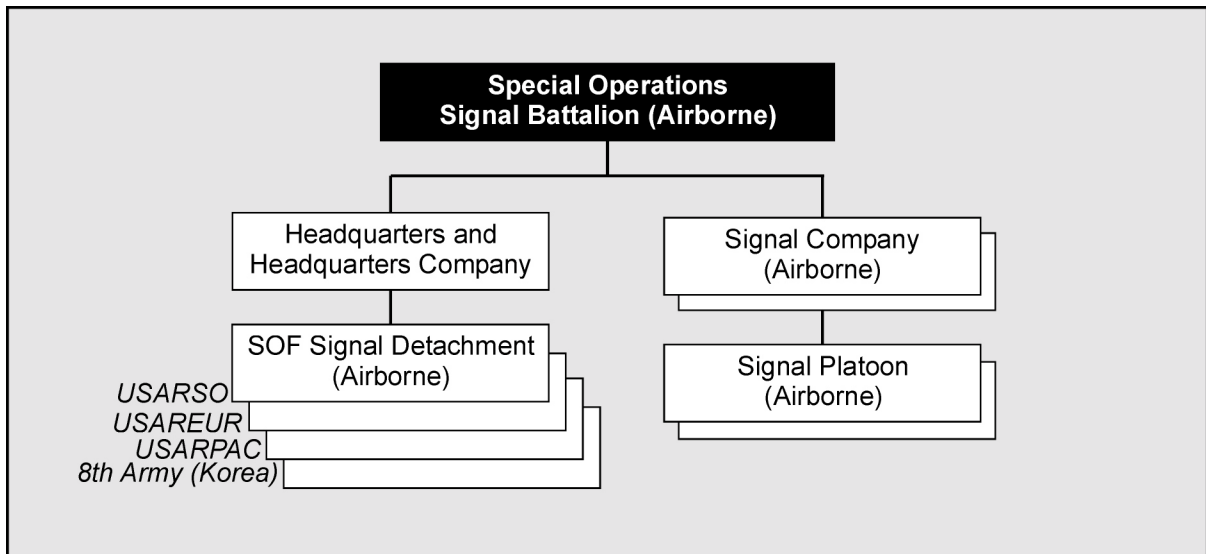 Special Operations
Signal Battalion (Airborne)
Headquarters and
Headquarters Company
Signal Company
(Airborne)
SOF Signal Detachment
(Airborne)
Signal Platoon
(Airborne)
USARSO
USAREUR
USARPAC
8th Army (Korea)